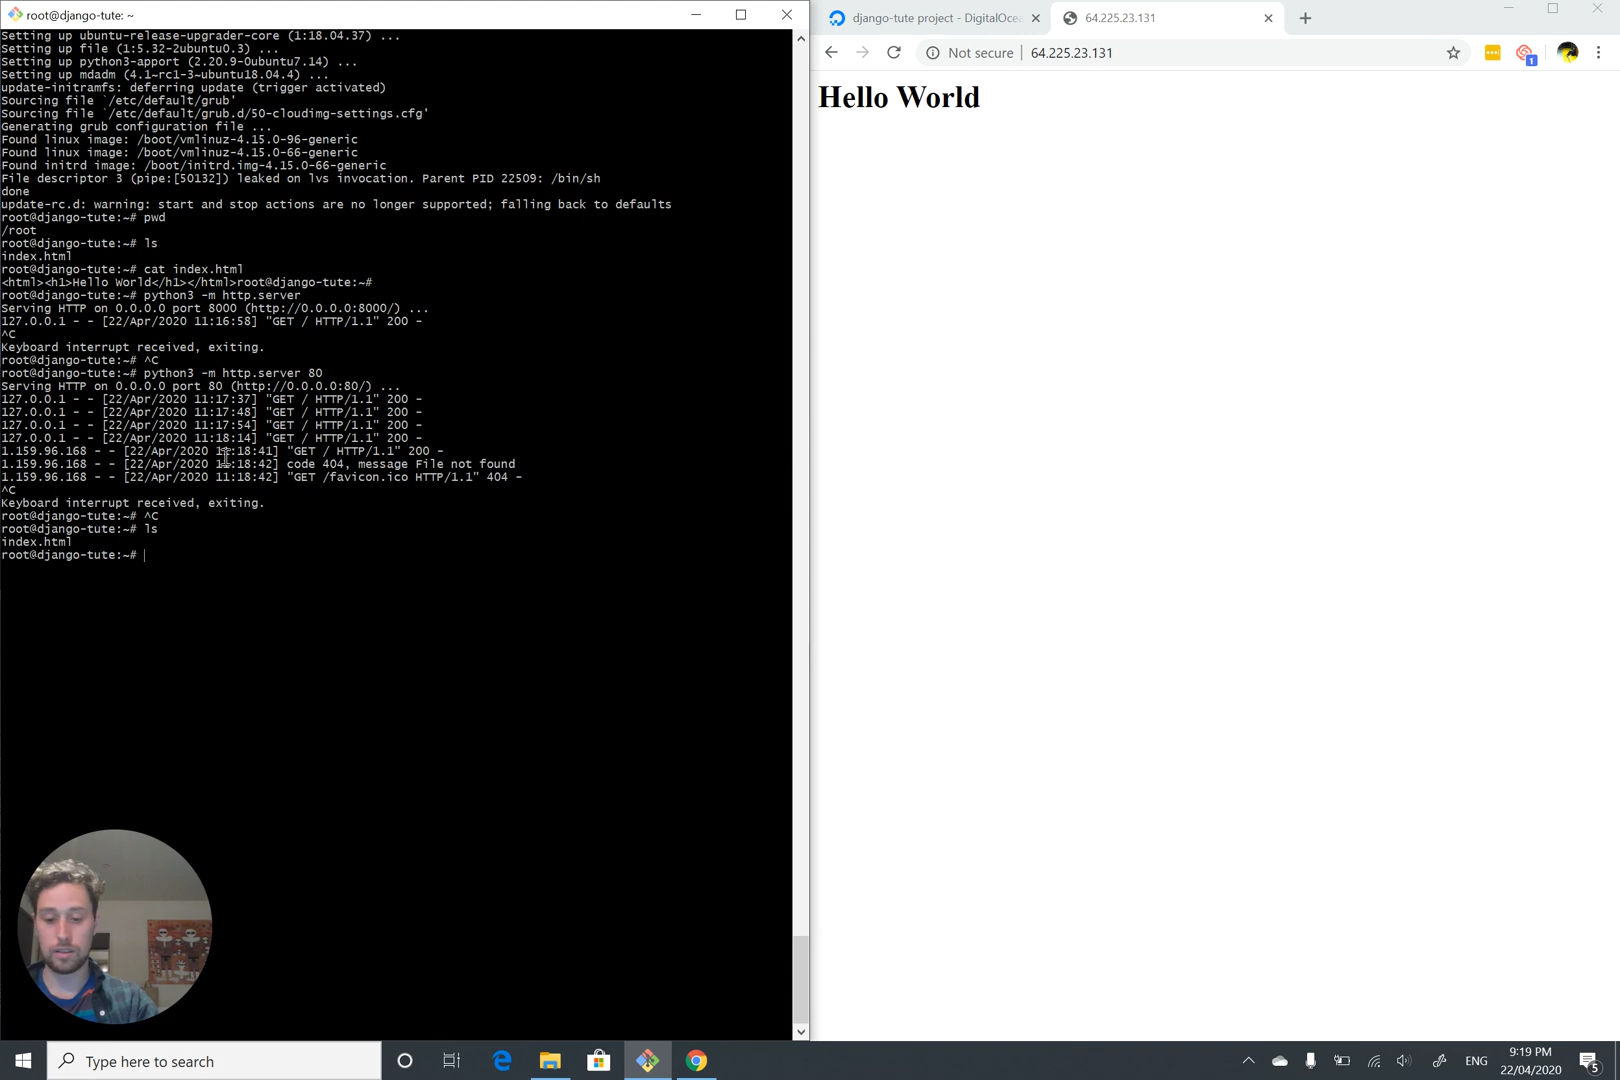 root@django-tute: ~
Setting up ubuntu-release-upgrader-core (1:18.04.37) ...
Setting up file (1:5.32-2ubuntu0.3) ...
Setting up python3-apport (2.20.9-0ubuntu7.14) ...
Setting up mdadm (4.1~rc1-3~ubuntu18.04.4) ...
update-initramfs: deferring update (trigger activated)
Sourcing file `/etc/default/grub'
Sourcing file `/etc/default/grub.d/50-cloudimg-settings.cfg'
Generating grub configuration file ...
Found linux image: /boot/vmlinuz-4.15.0-96-generic
Found linux image: /boot/vmlinuz-4.15.0-66-generic
Found initrd image: /boot/initrd.img-4.15.0-66-generic
File descriptor 3 (pipe:[50132]) leaked on lvs invocation. Parent PID 22509: /bin/sh
done
update-rc.d: warning: start and stop actions are no longer supported; falling back to defaults
root@django-tute:~# pwd
/root
root@django-tute:~# ls
index.html
root@django-tute:~# cat index.html
<html><h1>Hello World</h1></html>root@django-tute:~#
root@django-tute:~# python3 -m http.server
Serving HTTP on 0.0.0.0 port 8000 (http://0.0.0.0:8000/) ...
127.0.0.1 - - [22/Apr/2020 11:16:58] "GET / HTTP/1.1" 200 -
^C
Keyboard interrupt received, exiting.
root@django-tute:~# ^C
root@django-tute:~# python3 -m http.server 80
Serving HTTP on 0.0.0.0 port 80 (http://0.0.0.0:80/) ...
127.0.0.1 - - [22/Apr/2020 11:17:37] "GET / HTTP/1.1" 200 -
127.0.0.1 - - [22/Apr/2020 11:17:48] "GET / HTTP/1.1" 200 -
127.0.0.1 - - [22/Apr/2020 11:17:54] "GET / HTTP/1.1" 200 -
127.0.0.1 - - [22/Apr/2020 11:18:14] "GET / HTTP/1.1" 200 -
1.159.96.168 - - [22/Apr/2020 11:18:41] "GET / HTTP/1.1" 200 -
1.159.96.168 - - [22/Apr/2020 11:18:42] code 404, message File not found
1.159.96.168 - - [22/Apr/2020 11:18:42] "GET /favicon.ico HTTP/1.1" 404 -
^C
Keyboard interrupt received, exiting.
root@django-tute:~# ^C
root@django-tute:~# ls
index.html
root@django-tute:~#
django-tute project - DigitalOce
64.225.23.131
Not secure | 64.225.23.131
1
Hello World
Type here to search
ENG
9:19 PM
22/04/2020
5